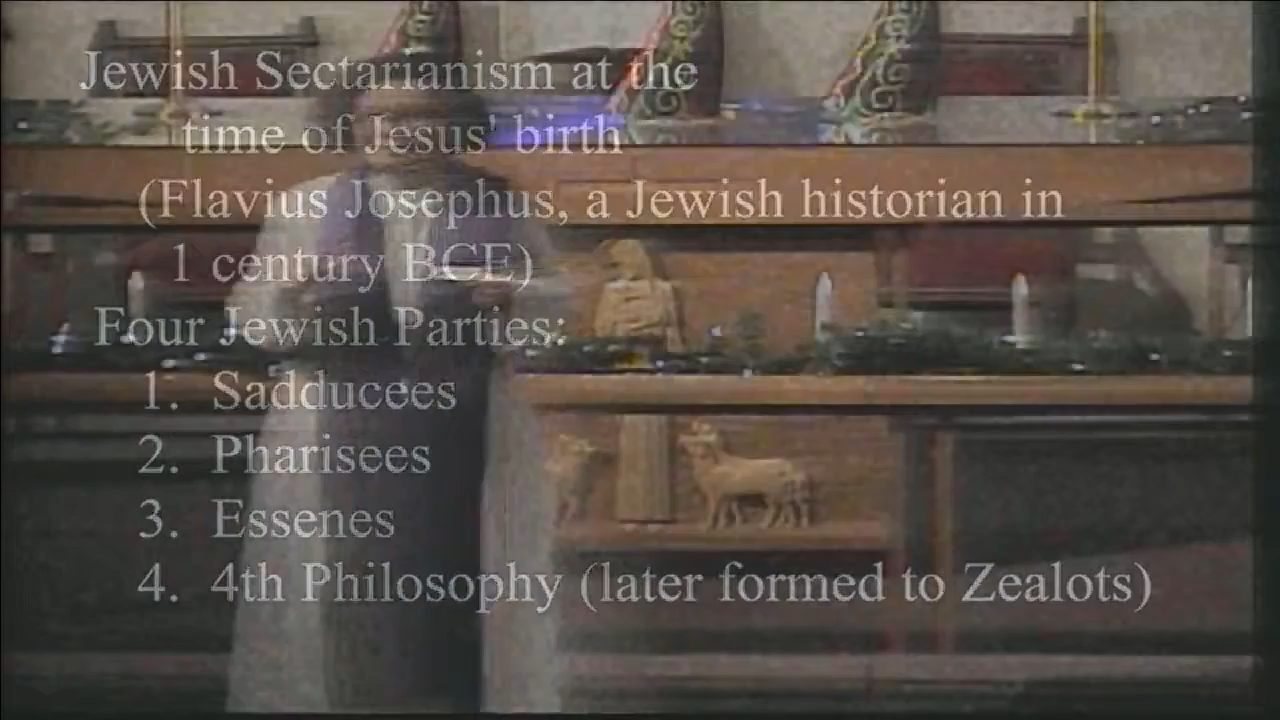 Jewish Sectarianism at the
time of Jesus' birth
(Flavius Josephus, a Jewish historian in
1 century BCE)
Four Jewish Parties:
1. Sadducees
2. Pharisees
3. Essenes
4. 4th Philosophy (later formed to Zealots)